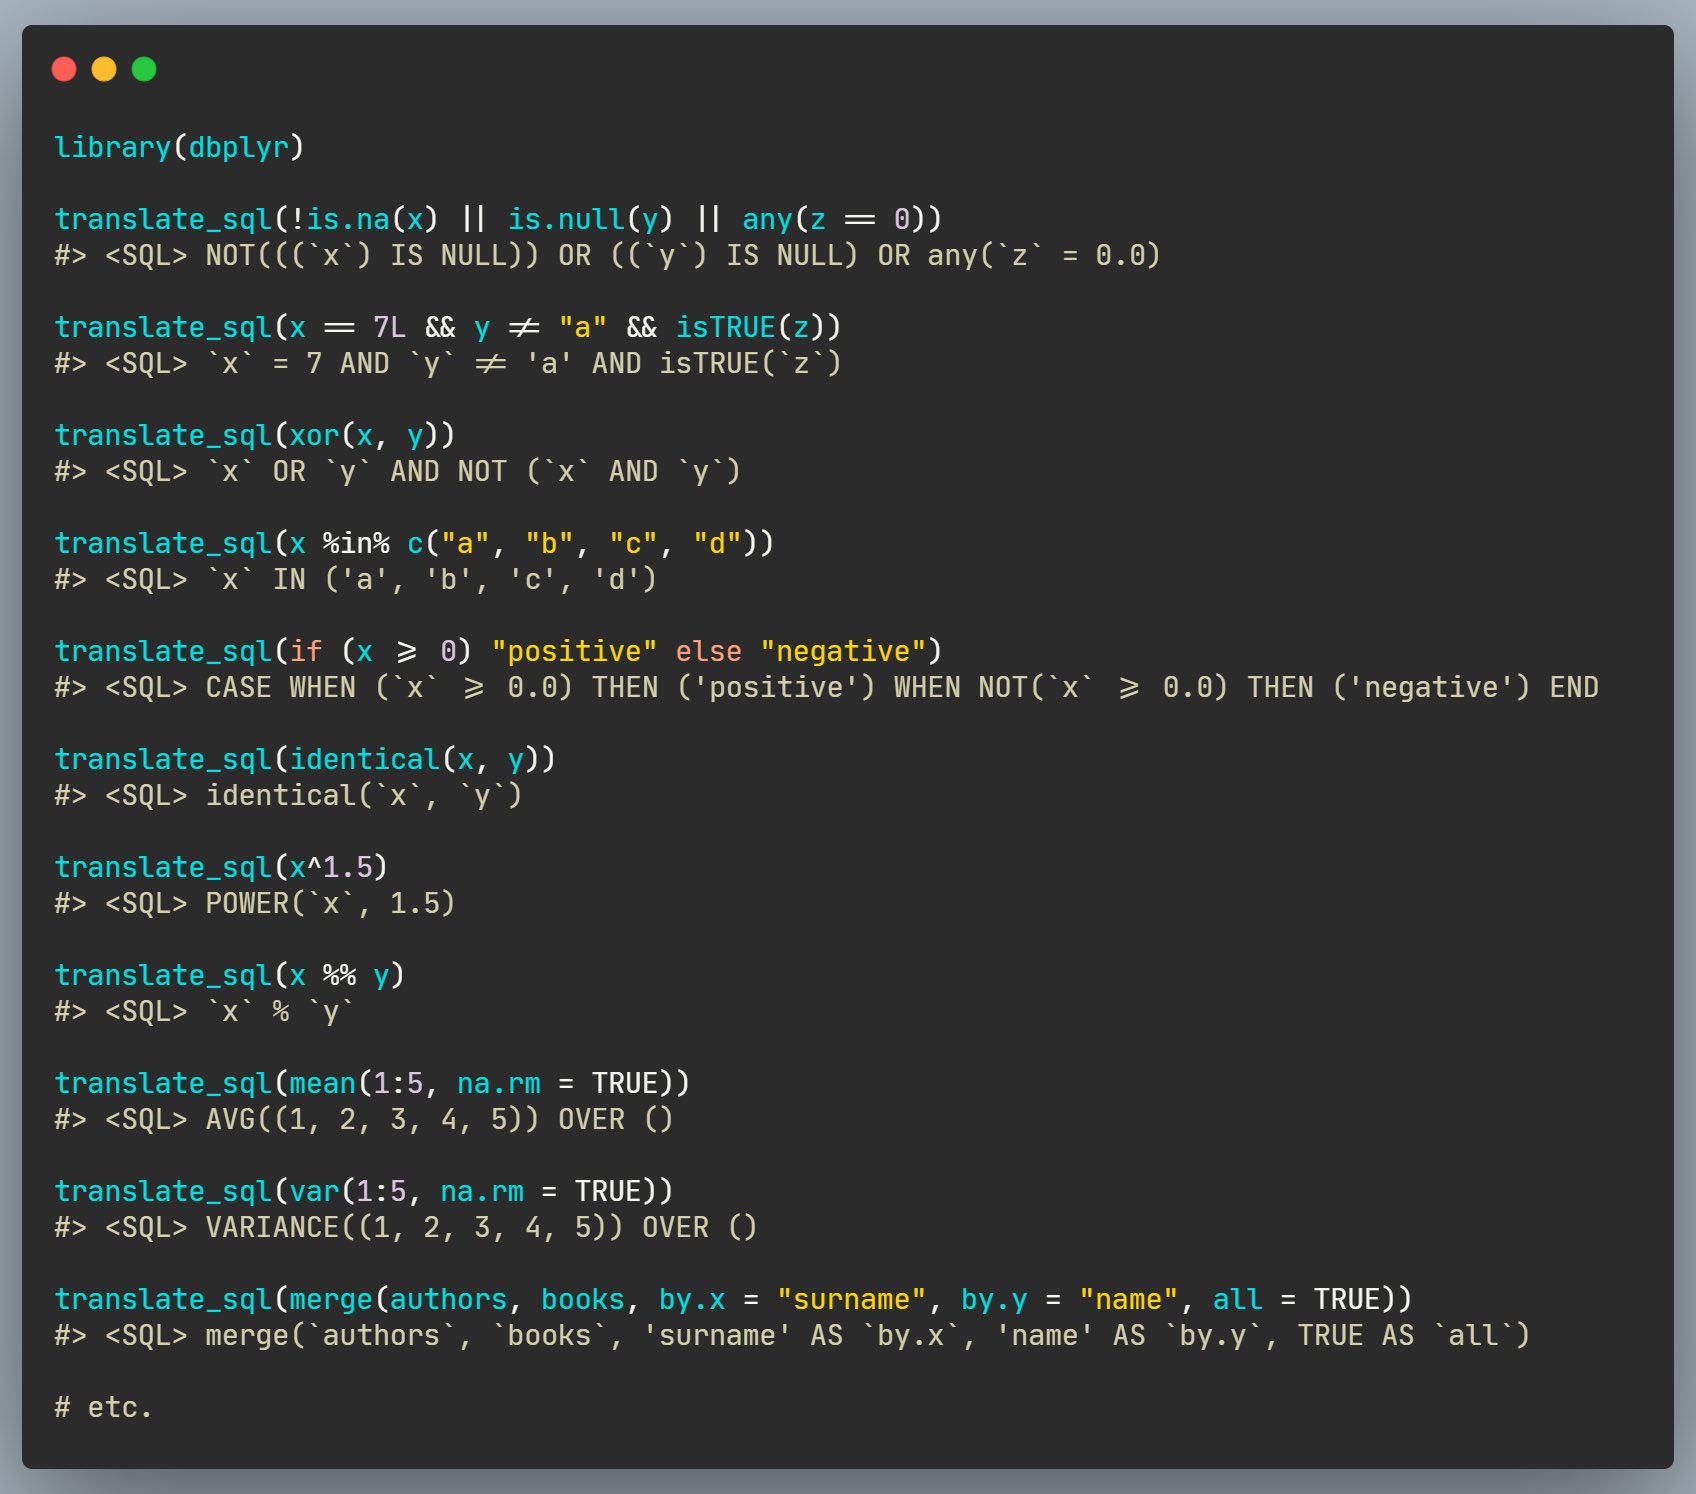 library(dbplyr)
translate_sql(!is.na(x) || is.null(y) || any(z == 0))
#> <SQL> NOT(((`x`) IS NULL)) OR ((`y`) IS NULL) OR any(`z` = 0.0)
translate_sql(x == 7L && y != "a" && isTRUE(z))
#> <SQL> `x` = 7 AND `y` != 'a' AND isTRUE(`z`)
translate_sql(xor(x, y))
#> <SQL> `x` OR `y` AND NOT (`x` AND `y`)
translate_sql(x %in% c("a", "b", "c", "d"))
#> <SQL> `x` IN ('a', 'b', 'c', 'd')
translate_sql(if (x >= 0) "positive" else "negative")
#> <SQL> CASE WHEN (`x` >= 0.0) THEN ('positive') WHEN NOT(`x` >= 0.0) THEN ('negative') END
translate_sql(identical(x, y))
#> <SQL> identical(`x`, `y`)
translate_sql(x^1.5)
#> <SQL> POWER(`x`, 1.5)
translate_sql(x %% y)
#> <SQL> `x` % `y`
translate_sql(mean(1:5, na.rm = TRUE))
#> <SQL> AVG((1, 2, 3, 4, 5)) OVER ()
translate_sql(var(1:5, na.rm = TRUE))
#> <SQL> VARIANCE((1, 2, 3, 4, 5)) OVER ()
translate_sql(merge(authors, books, by.x = "surname", by.y = "name", all = TRUE))
#> <SQL> merge(`authors`, `books`, 'surname' AS `by.x`, 'name' AS `by.y`, TRUE AS `all`)
# etc.